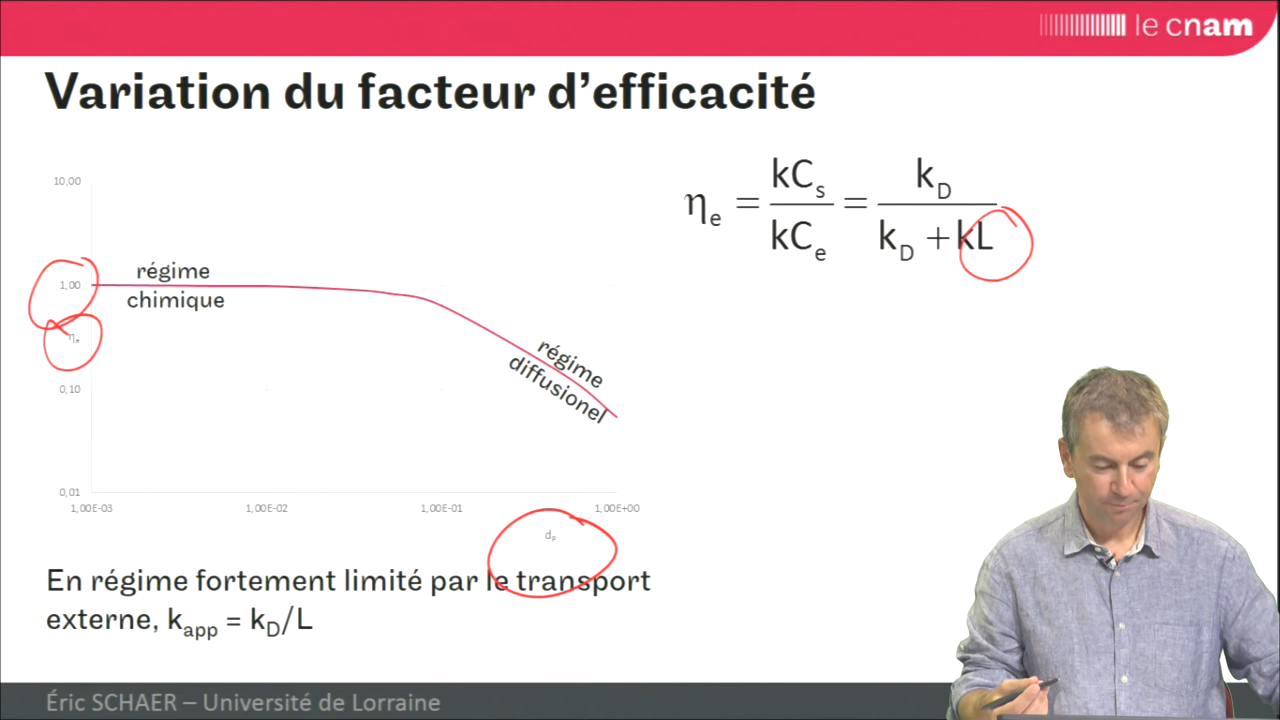 le cnam
Variation du facteur d’efficacité
ηe = kCs / kCe = kD / (kD + kL)
10,00
1,00
ηe
0,10
0,01
régime
chimique
régime
diffusionel
1,00E-03 1,00E-02 1,00E-01 1,00E+00
dp
En régime fortement limité par le transport
externe, kapp = kD/L
Éric SCHAER – Université de Lorraine